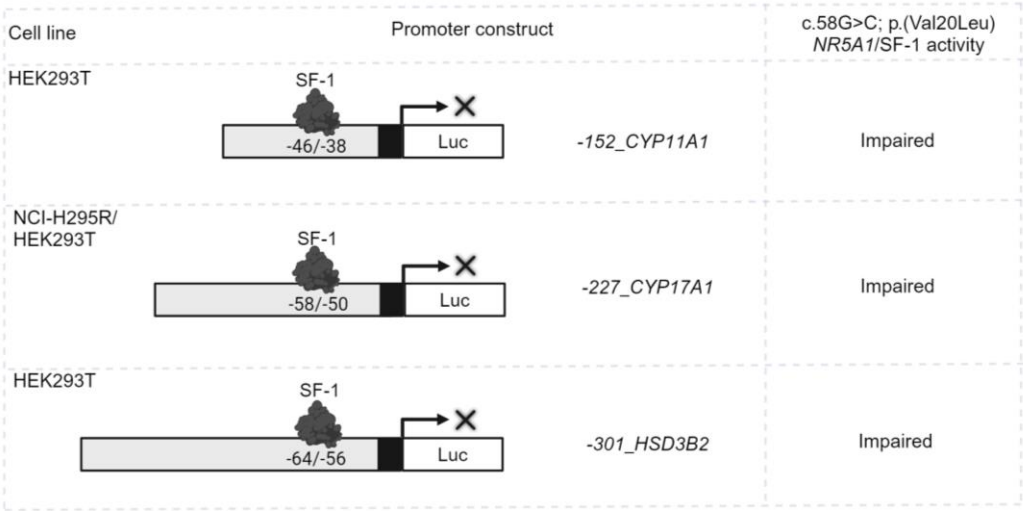 Cell line
Promoter construct
c.58G>C; p.(Val20Leu)
NR5A1/SF-1 activity
HEK293T
SF-1
-46/-38
Luc
-152_CYP11A1
Impaired
NCI-H295R/
HEK293T
SF-1
-58/-50
Luc
-227_CYP17A1
Impaired
HEK293T
SF-1
-64/-56
Luc
-301_HSD3B2
Impaired